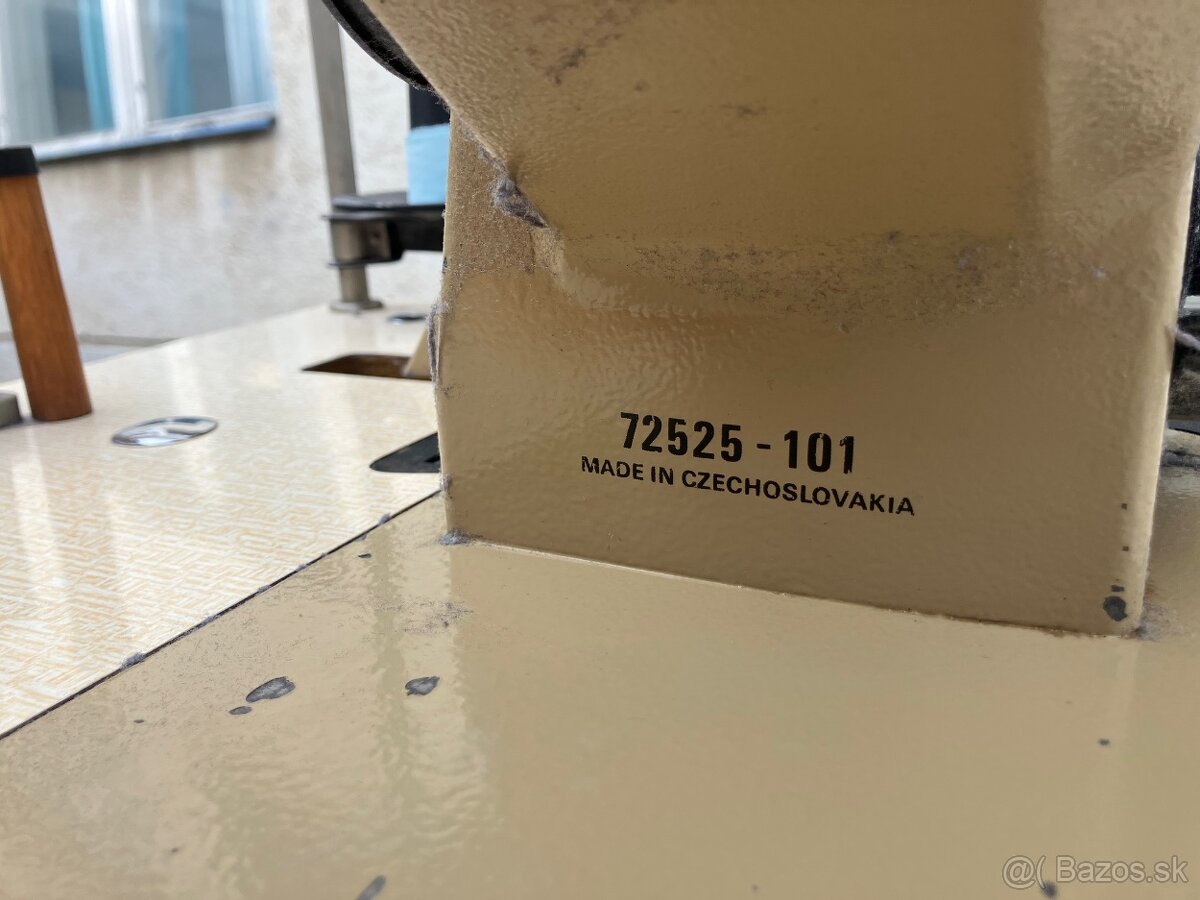 72525-101
MADE IN CZECHOSLOVAKIA
@( Bazos.sk